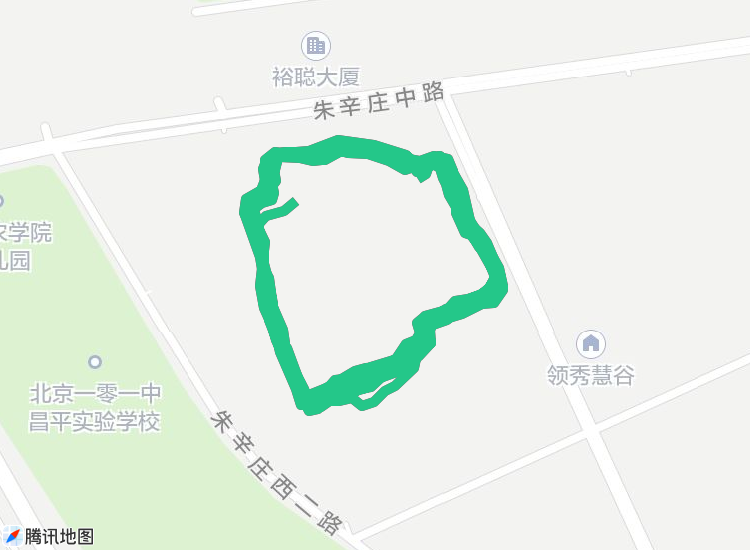 裕聪大厦
朱辛庄中路
农学院
儿园
领秀慧谷
北京一零一中
昌平实验学校
朱辛庄西二路
腾讯地图